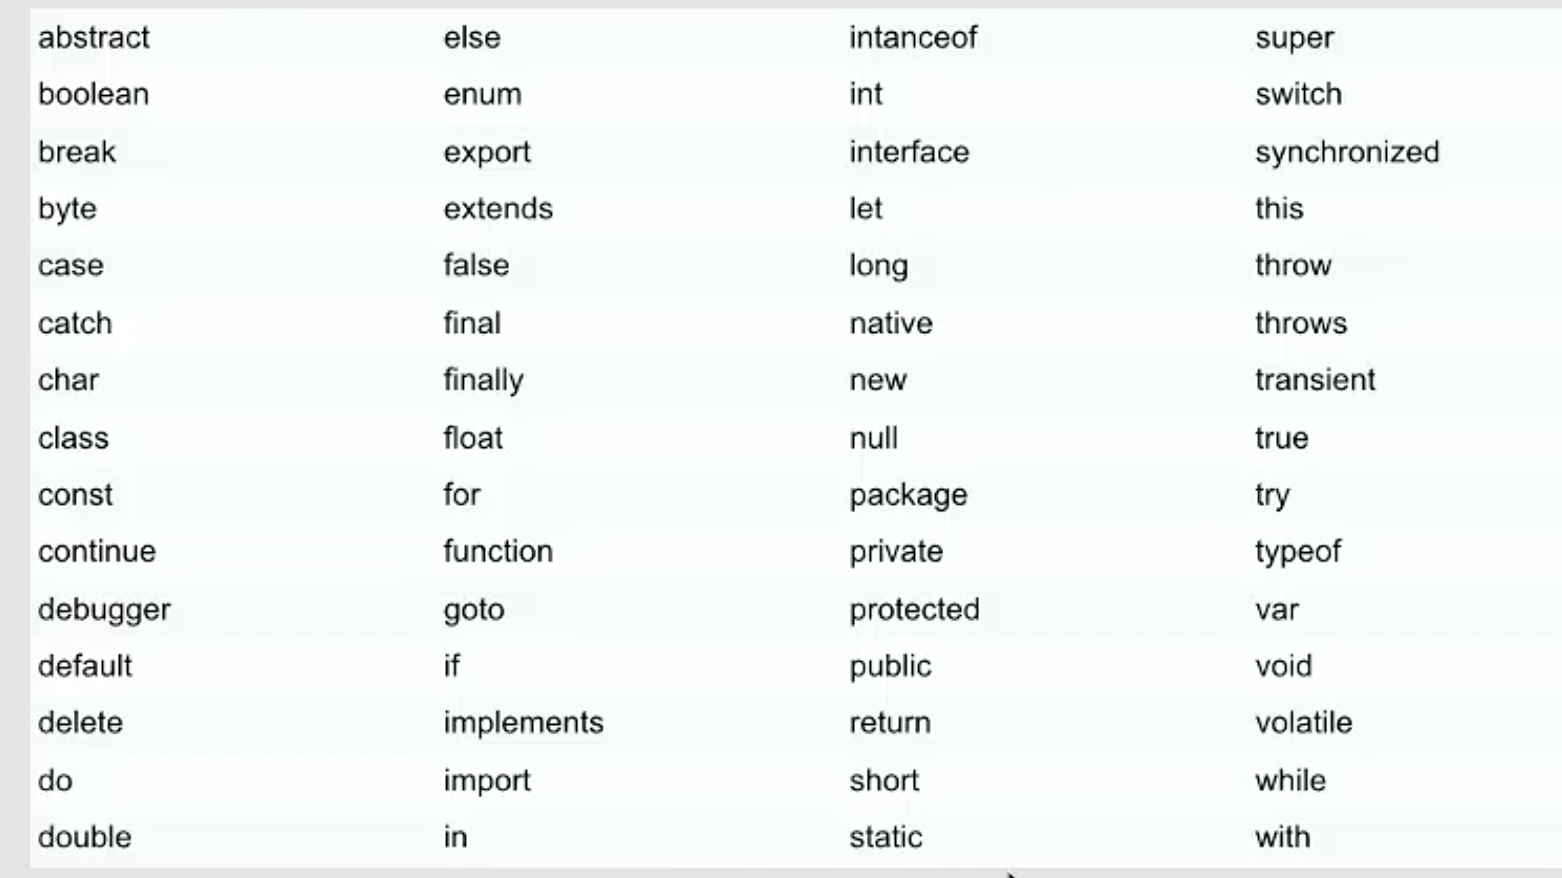 abstract else intanceof super
boolean enum int switch
break export interface synchronized
byte extends let this
case false long throw
catch final native throws
char finally new transient
class float null true
const for package try
continue function private typeof
debugger goto protected var
default if public void
delete implements return volatile
do import short while
double in static with